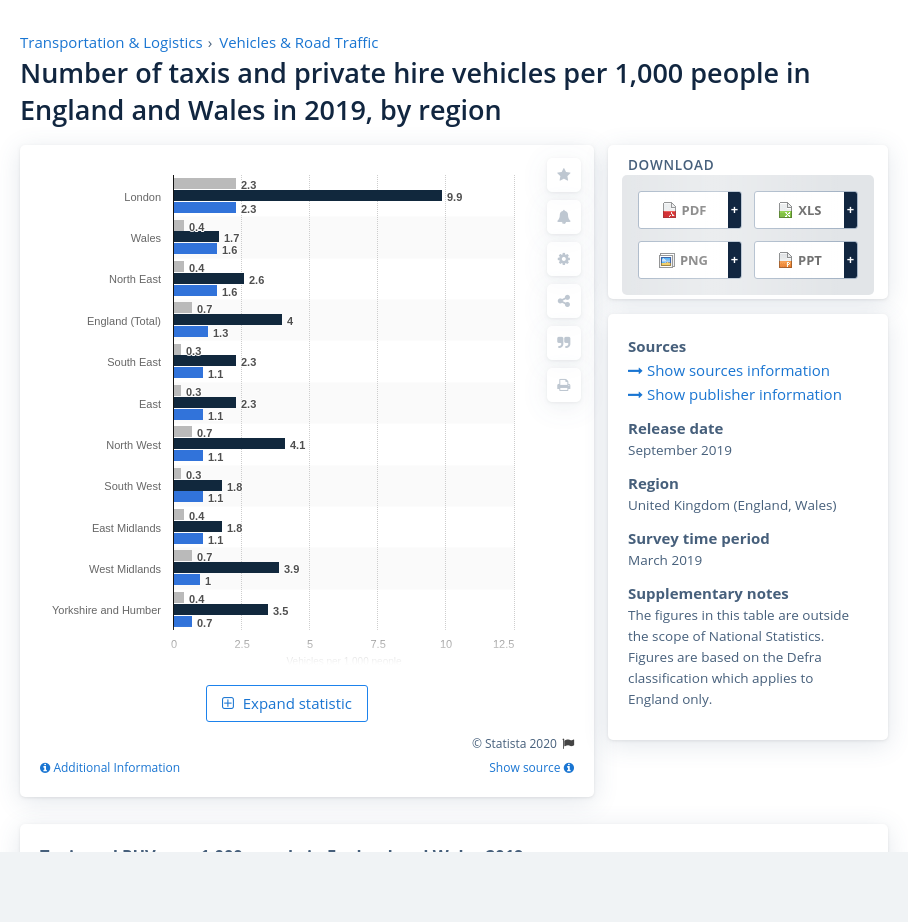 Transportation & Logistics › Vehicles & Road Traffic
Number of taxis and private hire vehicles per 1,000 people in
England and Wales in 2019, by region
London
2.3
9.9
2.3
Wales
0.4
1.7
1.6
North East
0.4
2.6
1.6
England (Total)
0.7
4
1.3
South East
0.3
2.3
1.1
East
0.3
2.3
1.1
North West
0.7
4.1
1.1
South West
0.3
1.8
1.1
East Midlands
0.4
1.8
1.1
West Midlands
0.7
3.9
1
Yorkshire and Humber
0.4
3.5
0.7
0 2.5 5 7.5 10 12.5
Vehicles per 1,000 people
Expand statistic
© Statista 2020
Additional Information
Show source
DOWNLOAD
PDF +
XLS +
PNG +
PPT +
Sources
Show sources information
Show publisher information
Release date
September 2019
Region
United Kingdom (England, Wales)
Survey time period
March 2019
Supplementary notes
The figures in this table are outside
the scope of National Statistics.
Figures are based on the Defra
classification which applies to
England only.